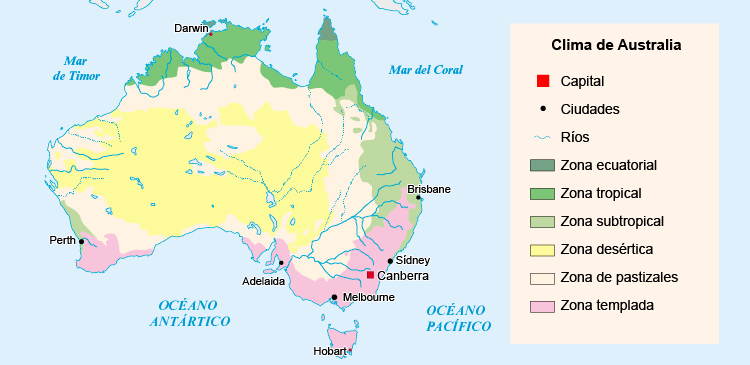 Darwin
Mar
de Timor
Mar del Coral
Brisbane
Perth
Sídney
Canberra
Adelaida
Melbourne
OCÉANO
ANTÁRTICO
OCÉANO
PACÍFICO
Hobart
Clima de Australia
Capital
Ciudades
Ríos
Zona ecuatorial
Zona tropical
Zona subtropical
Zona desértica
Zona de pastizales
Zona templada